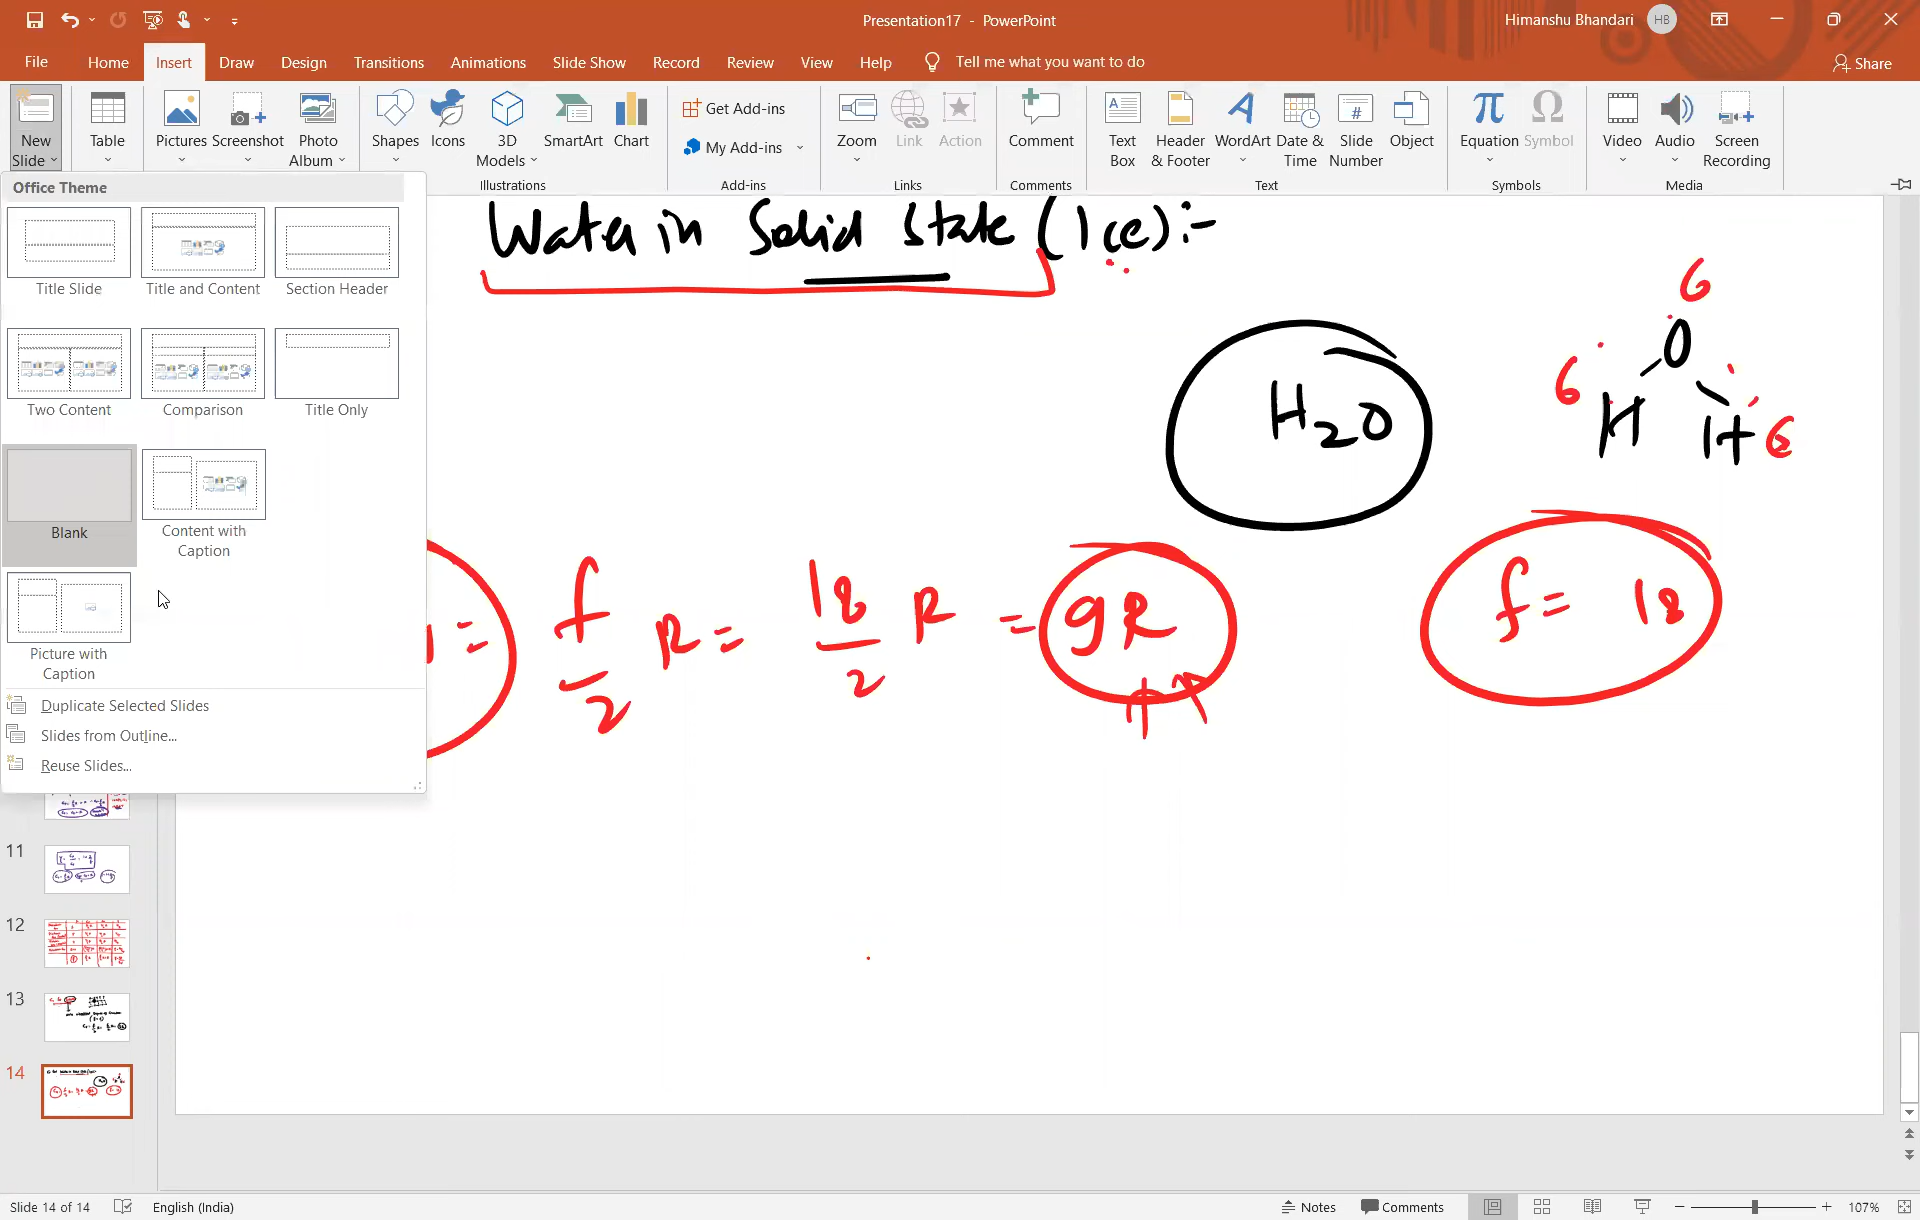 Presentation17 - PowerPoint
Himanshu Bhandari
HB
File
Home
Insert
Draw
Design
Transitions
Animations
Slide Show
Record
Review
View
Help
Tell me what you want to do
Share
New Slide
Table
Pictures
Screenshot
Photo Album
Shapes
Icons
3D Models
SmartArt
Chart
Get Add-ins
My Add-ins
Zoom
Link
Action
Comment
Text Box
Header & Footer
WordArt
Date & Time
Slide Number
Object
Equation
Symbol
Video
Audio
Screen Recording
Illustrations
Add-ins
Links
Comments
Text
Symbols
Media
Office Theme
Title Slide
Title and Content
Section Header
Two Content
Comparison
Title Only
Blank
Content with Caption
Picture with Caption
Duplicate Selected Slides
Slides from Outline...
Reuse Slides...
Water in Solid State (Ice):-
H2O
6
O
6 H
H 6
= f/2 R = 18/2 R = 9R
f = 18
11
12
13
14
Slide 14 of 14
English (India)
Notes
Comments
107%